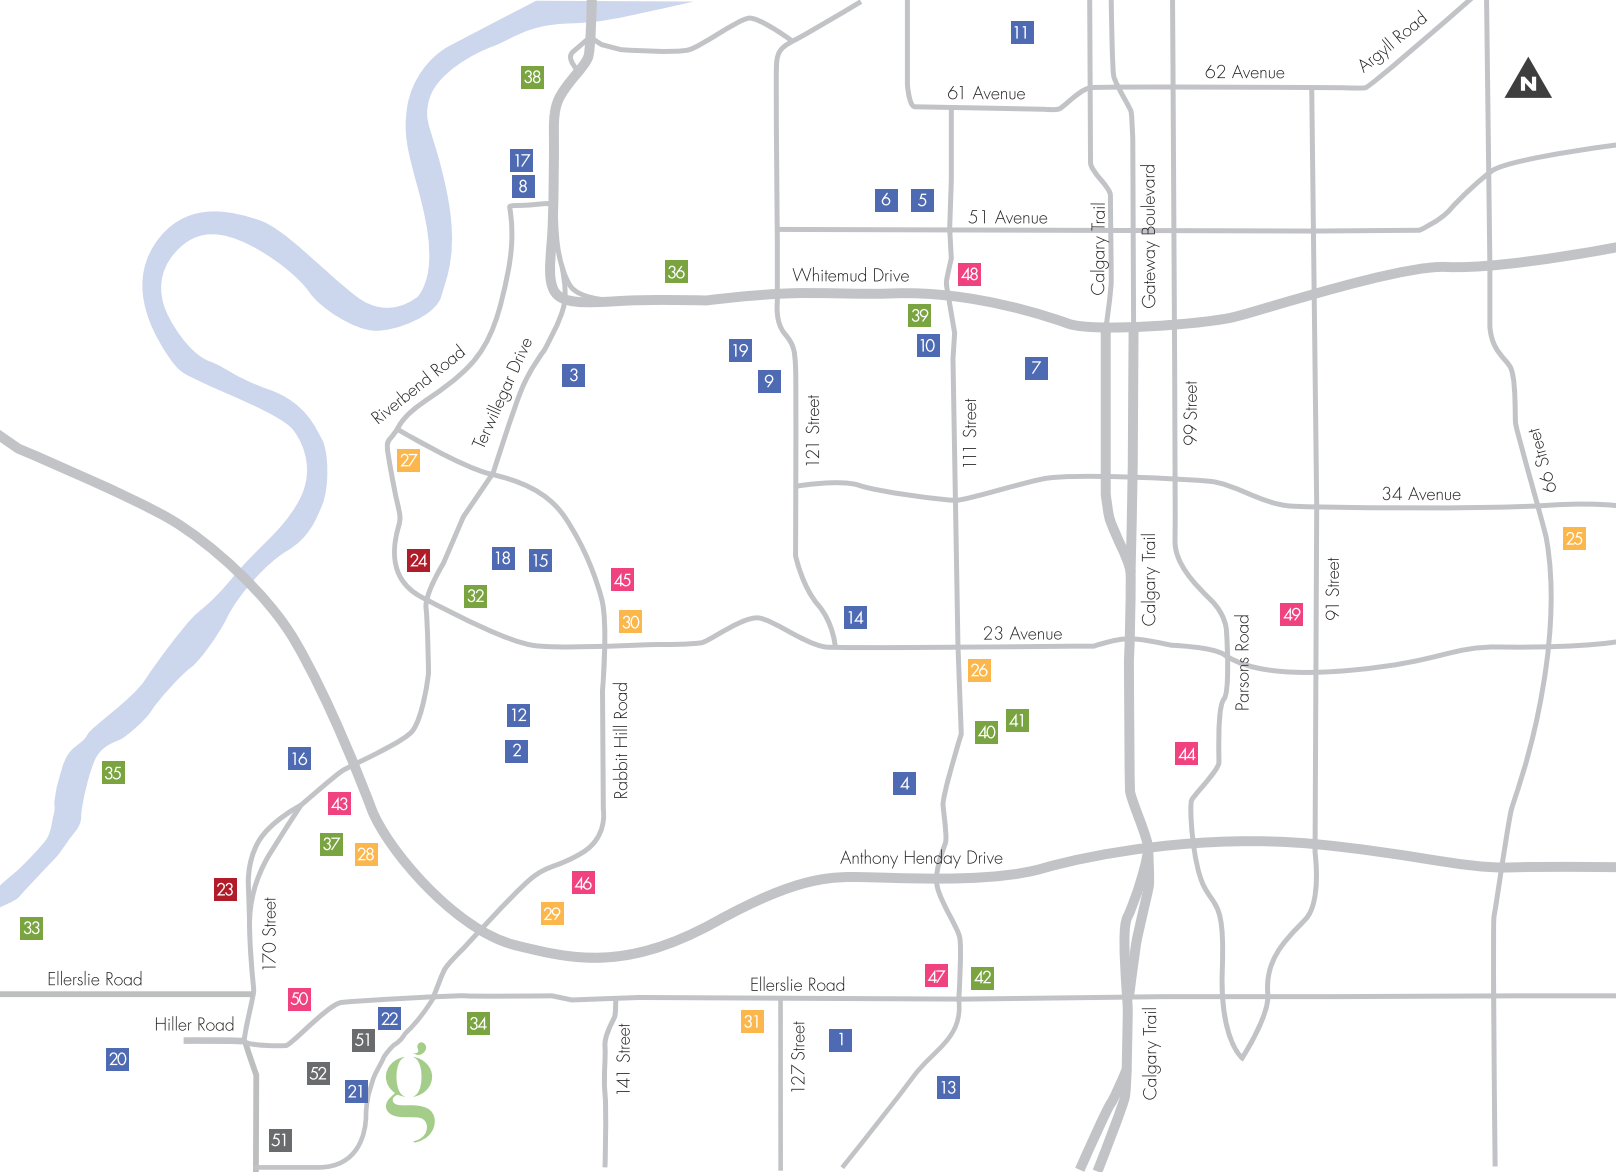 11
Argyll Road
62 Avenue
38
N
61 Avenue
17
8
6
5
51 Avenue
Calgary Trail
Gateway Boulevard
36
Whitemud Drive
48
39
10
19
9
7
3
Riverbend Road
Terwillegar Drive
121 Street
111 Street
99 Street
66 Street
27
34 Avenue
25
24
18
15
45
32
30
14
Calgary Trail
91 Street
49
23 Avenue
Parsons Road
26
12
2
Rabbit Hill Road
40
41
16
35
44
4
43
37
28
Anthony Henday Drive
23
46
29
33
170 Street
Ellerslie Road
47
42
Ellerslie Road
50
Hiller Road
22
34
31
51
1
20
52
21
g
141 Street
127 Street
13
Calgary Trail
51